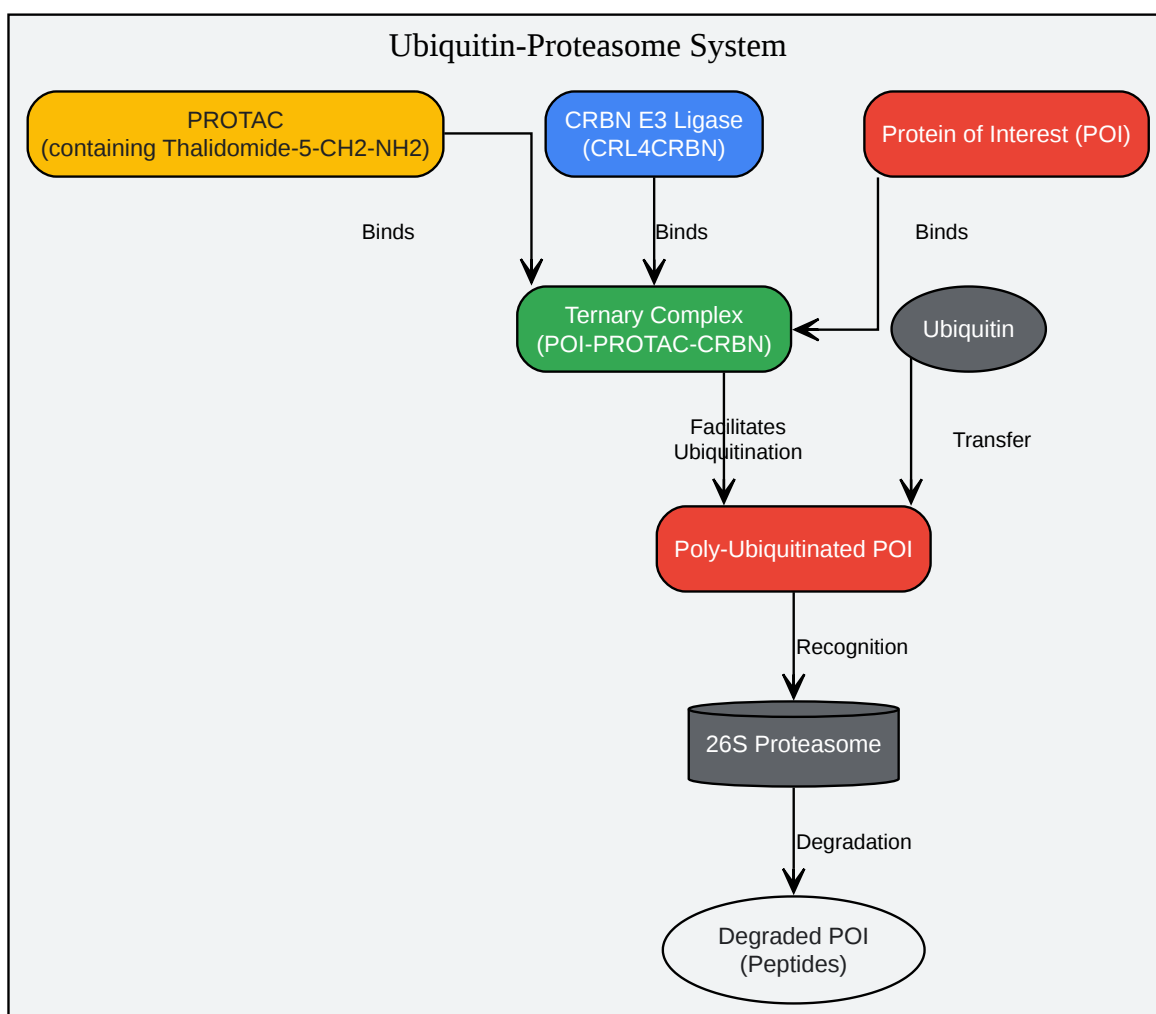 Ubiquitin-Proteasome System
PROTAC
(containing Thalidomide-5-CH2-NH2)
CRBN E3 Ligase
(CRL4CRBN)
Protein of Interest (POI)
Binds
Binds
Binds
Ternary Complex
(POI-PROTAC-CRBN)
Ubiquitin
Facilitates
Ubiquitination
Transfer
Poly-Ubiquitinated POI
Recognition
26S Proteasome
Degradation
Degraded POI
(Peptides)